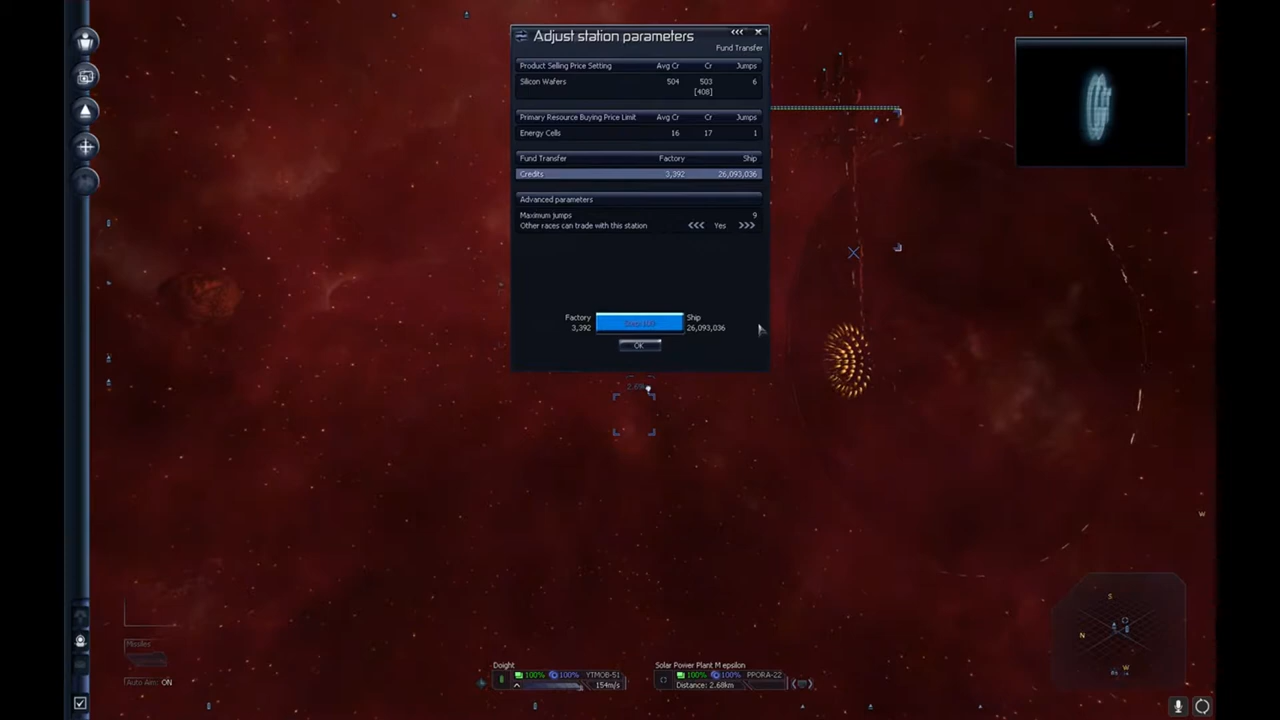 Adjust station parameters
Fund Transfer
Product Selling Price Setting Avg Cr Cr Jumps
Silicon Wafers 504 503 6
[408]
Primary Resource Buying Price Limit Avg Cr Cr Jumps
Energy Cells 16 17 1
Fund Transfer Factory Ship
Credits 3,392 26,093,036
Advanced parameters
Maximum jumps 9
Other races can trade with this station <<< Yes >>>
Factory Ship
3,392 26,093,036
OK
W
S
N
W
Missiles
Auto Aim: ON
Doight
100% 100% YTMOB-51
154m/s
Solar Power Plant M epsilon
100% 100% PPORA-22
Distance: 2.68km